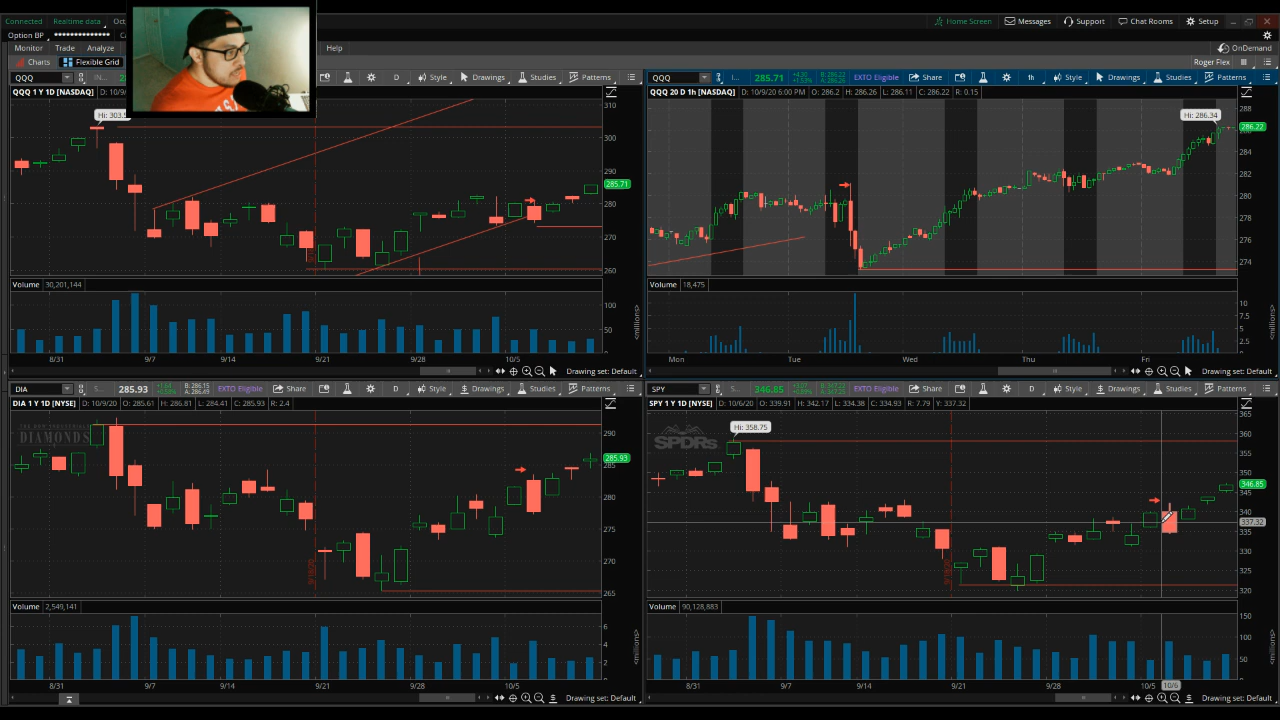 Connected Realtime data Oct Home Screen Messages Support Chat Rooms Setup
Option BP
Monitor Trade Analyze Help OnDemand
Charts Flexible Grid Roger Flex
QQQ D Style Drawings Studies Patterns
QQQ 1 Y 1D [NASDAQ] D: 10/9
Hi: 303.5
310
300
290
285.71
280
270
260
Volume 30,201,144
100
50
0
<millions>
8/31 9/7 9/14 9/21 9/28 10/5
Drawing set: Default
QQQ 285.71 EXTO Eligible Share 1h Style Drawings Studies Patterns
QQQ 20 D 1h [NASDAQ] D: 10/9/20 6:00 PM O: 286.2 H: 286.26 L: 286.11 C: 286.22 R: 0.15
Hi: 286.34
288
286.22
284
282
280
278
276
274
Volume 18,475
10
7.5
5
2.5
<millions>
Mon Tue Wed Thu Fri
Drawing set: Default
DIA 285.93 B: 286.15 EXTO Eligible Share D Style Drawings Studies Patterns
DIA 1 Y 1D [NYSE] D: 10/9/20 O: 285.61 H: 286.81 L: 284.41 C: 285.93 R: 2.4
DIAMONDS
290
285.93
285
280
275
270
265
Volume 2,549,141
6
4
2
0
<millions>
8/31 9/7 9/14 9/21 9/28 10/5
Drawing set: Default
SPY 346.85 EXTO Eligible Share D Style Drawings Studies Patterns
SPY 1 Y 1D [NYSE] D: 10/6/20 O: 339.91 H: 342.17 L: 334.38 C: 334.93 R: 7.79 Y: 337.32
SPDRs
Hi: 358.75
365
360
355
350
346.85
345
340
337.32
335
330
325
320
Volume 90,128,883
150
100
50
<millions>
8/31 9/7 9/14 9/21 9/28 10/5 10/6
Drawing set: Default